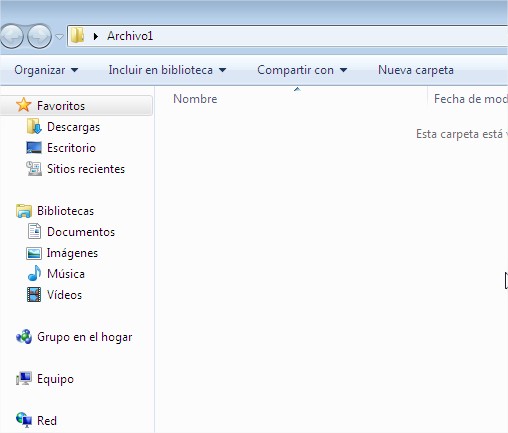 Archivo1
Organizar Incluir en biblioteca Compartir con Nueva carpeta
Nombre Fecha de mod
Esta carpeta está
Favoritos
Descargas
Escritorio
Sitios recientes
Bibliotecas
Documentos
Imágenes
Música
Vídeos
Grupo en el hogar
Equipo
Red